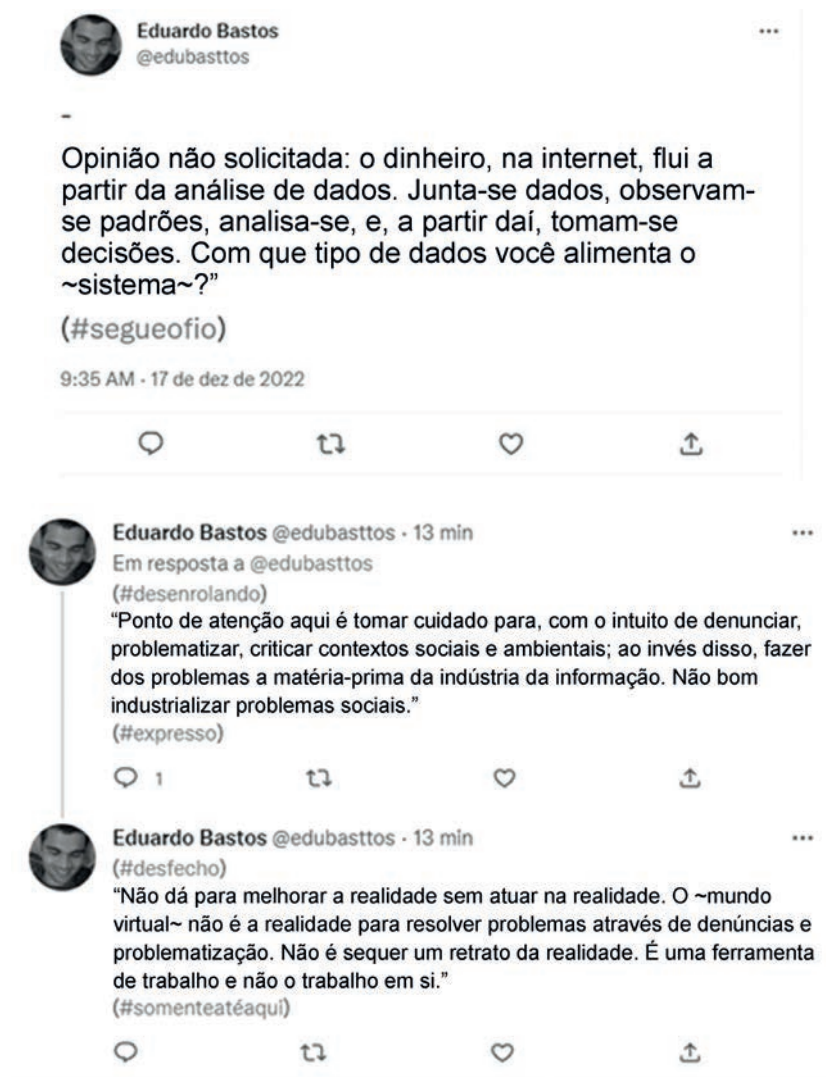 Eduardo Bastos
@edubasttos
...
-
Opinião não solicitada: o dinheiro, na internet, flui a
partir da análise de dados. Junta-se dados, observam-
se padrões, analisa-se, e, a partir daí, tomam-se
decisões. Com que tipo de dados você alimenta o
~sistema~?”
(#segueofio)
9:35 AM · 17 de dez de 2022
Eduardo Bastos @edubasttos · 13 min ...
Em resposta a @edubasttos
(#desenrolando)
“Ponto de atenção aqui é tomar cuidado para, com o intuito de denunciar,
problematizar, criticar contextos sociais e ambientais; ao invés disso, fazer
dos problemas a matéria-prima da indústria da informação. Não bom
industrializar problemas sociais.”
(#expresso)
1
Eduardo Bastos @edubasttos · 13 min ...
(#desfecho)
“Não dá para melhorar a realidade sem atuar na realidade. O ~mundo
virtual~ não é a realidade para resolver problemas através de denúncias e
problematização. Não é sequer um retrato da realidade. É uma ferramenta
de trabalho e não o trabalho em si.”
(#somenteatéaqui)